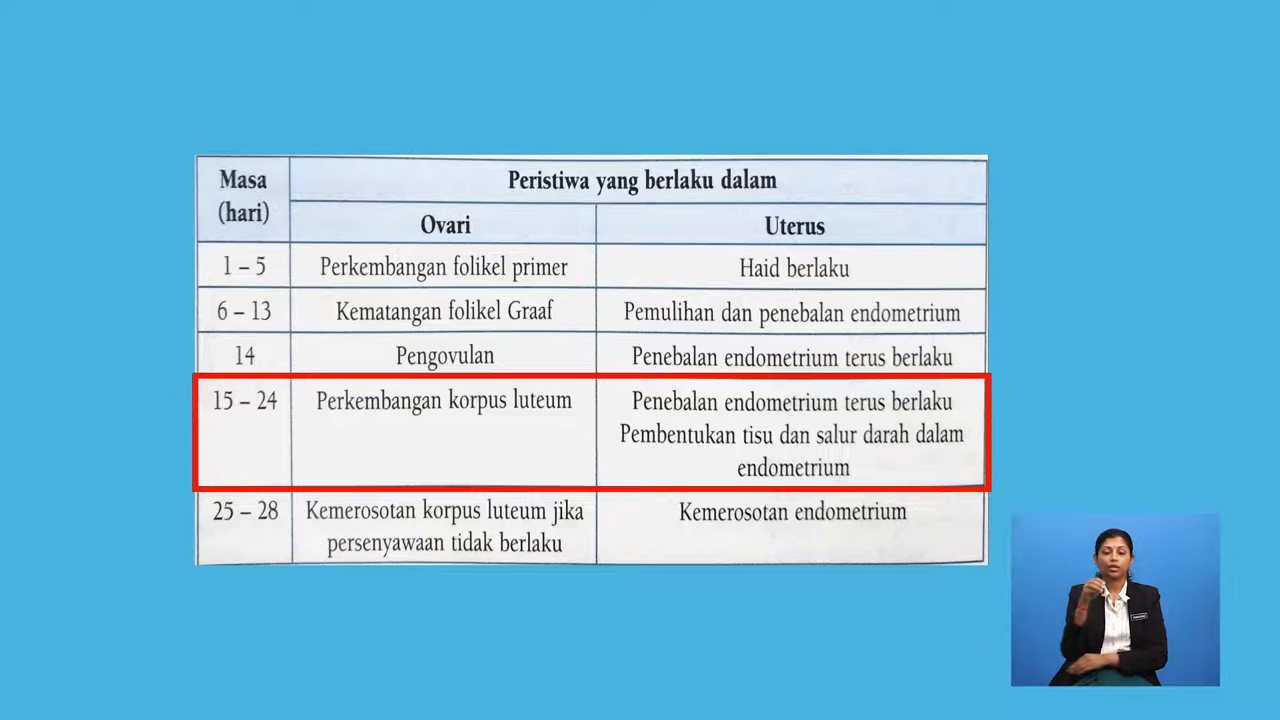 Masa
(hari)
Peristiwa yang berlaku dalam
Ovari
Uterus
1 – 5
Perkembangan folikel primer
Haid berlaku
6 – 13
Kematangan folikel Graaf
Pemulihan dan penebalan endometrium
14
Pengovulan
Penebalan endometrium terus berlaku
15 – 24
Perkembangan korpus luteum
Penebalan endometrium terus berlaku
Pembentukan tisu dan salur darah dalam
endometrium
25 – 28
Kemerosotan korpus luteum jika
persenyawaan tidak berlaku
Kemerosotan endometrium